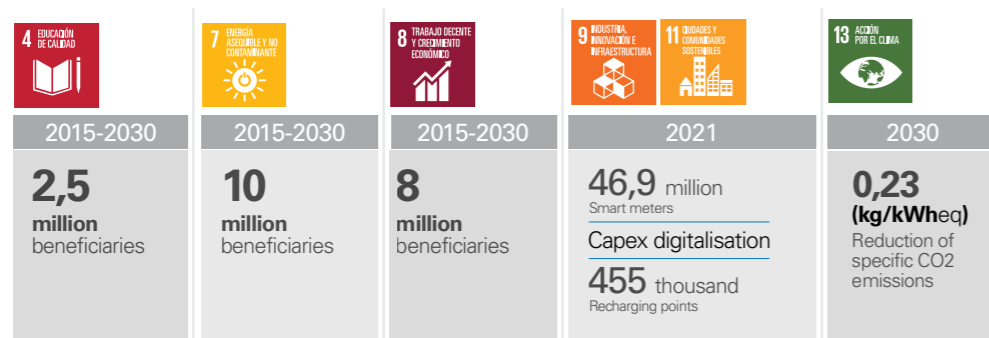 4 EDUCACIÓN
DE CALIDAD
7 ENERGÍA
ASEQUIBLE Y NO
CONTAMINANTE
8 TRABAJO DECENTE
Y CRECIMIENTO
ECONÓMICO
9 INDUSTRIA,
INNOVACIÓN E
INFRAESTRUCTURA
11 CIUDADES Y
COMUNIDADES
SOSTENIBLES
13 ACCIÓN
POR EL CLIMA
2015-2030
2,5
million
beneficiaries
2015-2030
10
million
beneficiaries
2015-2030
8
million
beneficiaries
2021
46,9 million
Smart meters
Capex digitalisation
455 thousand
Recharging points
2030
0,23
(kg/kWheq)
Reduction of
specific CO2
emissions